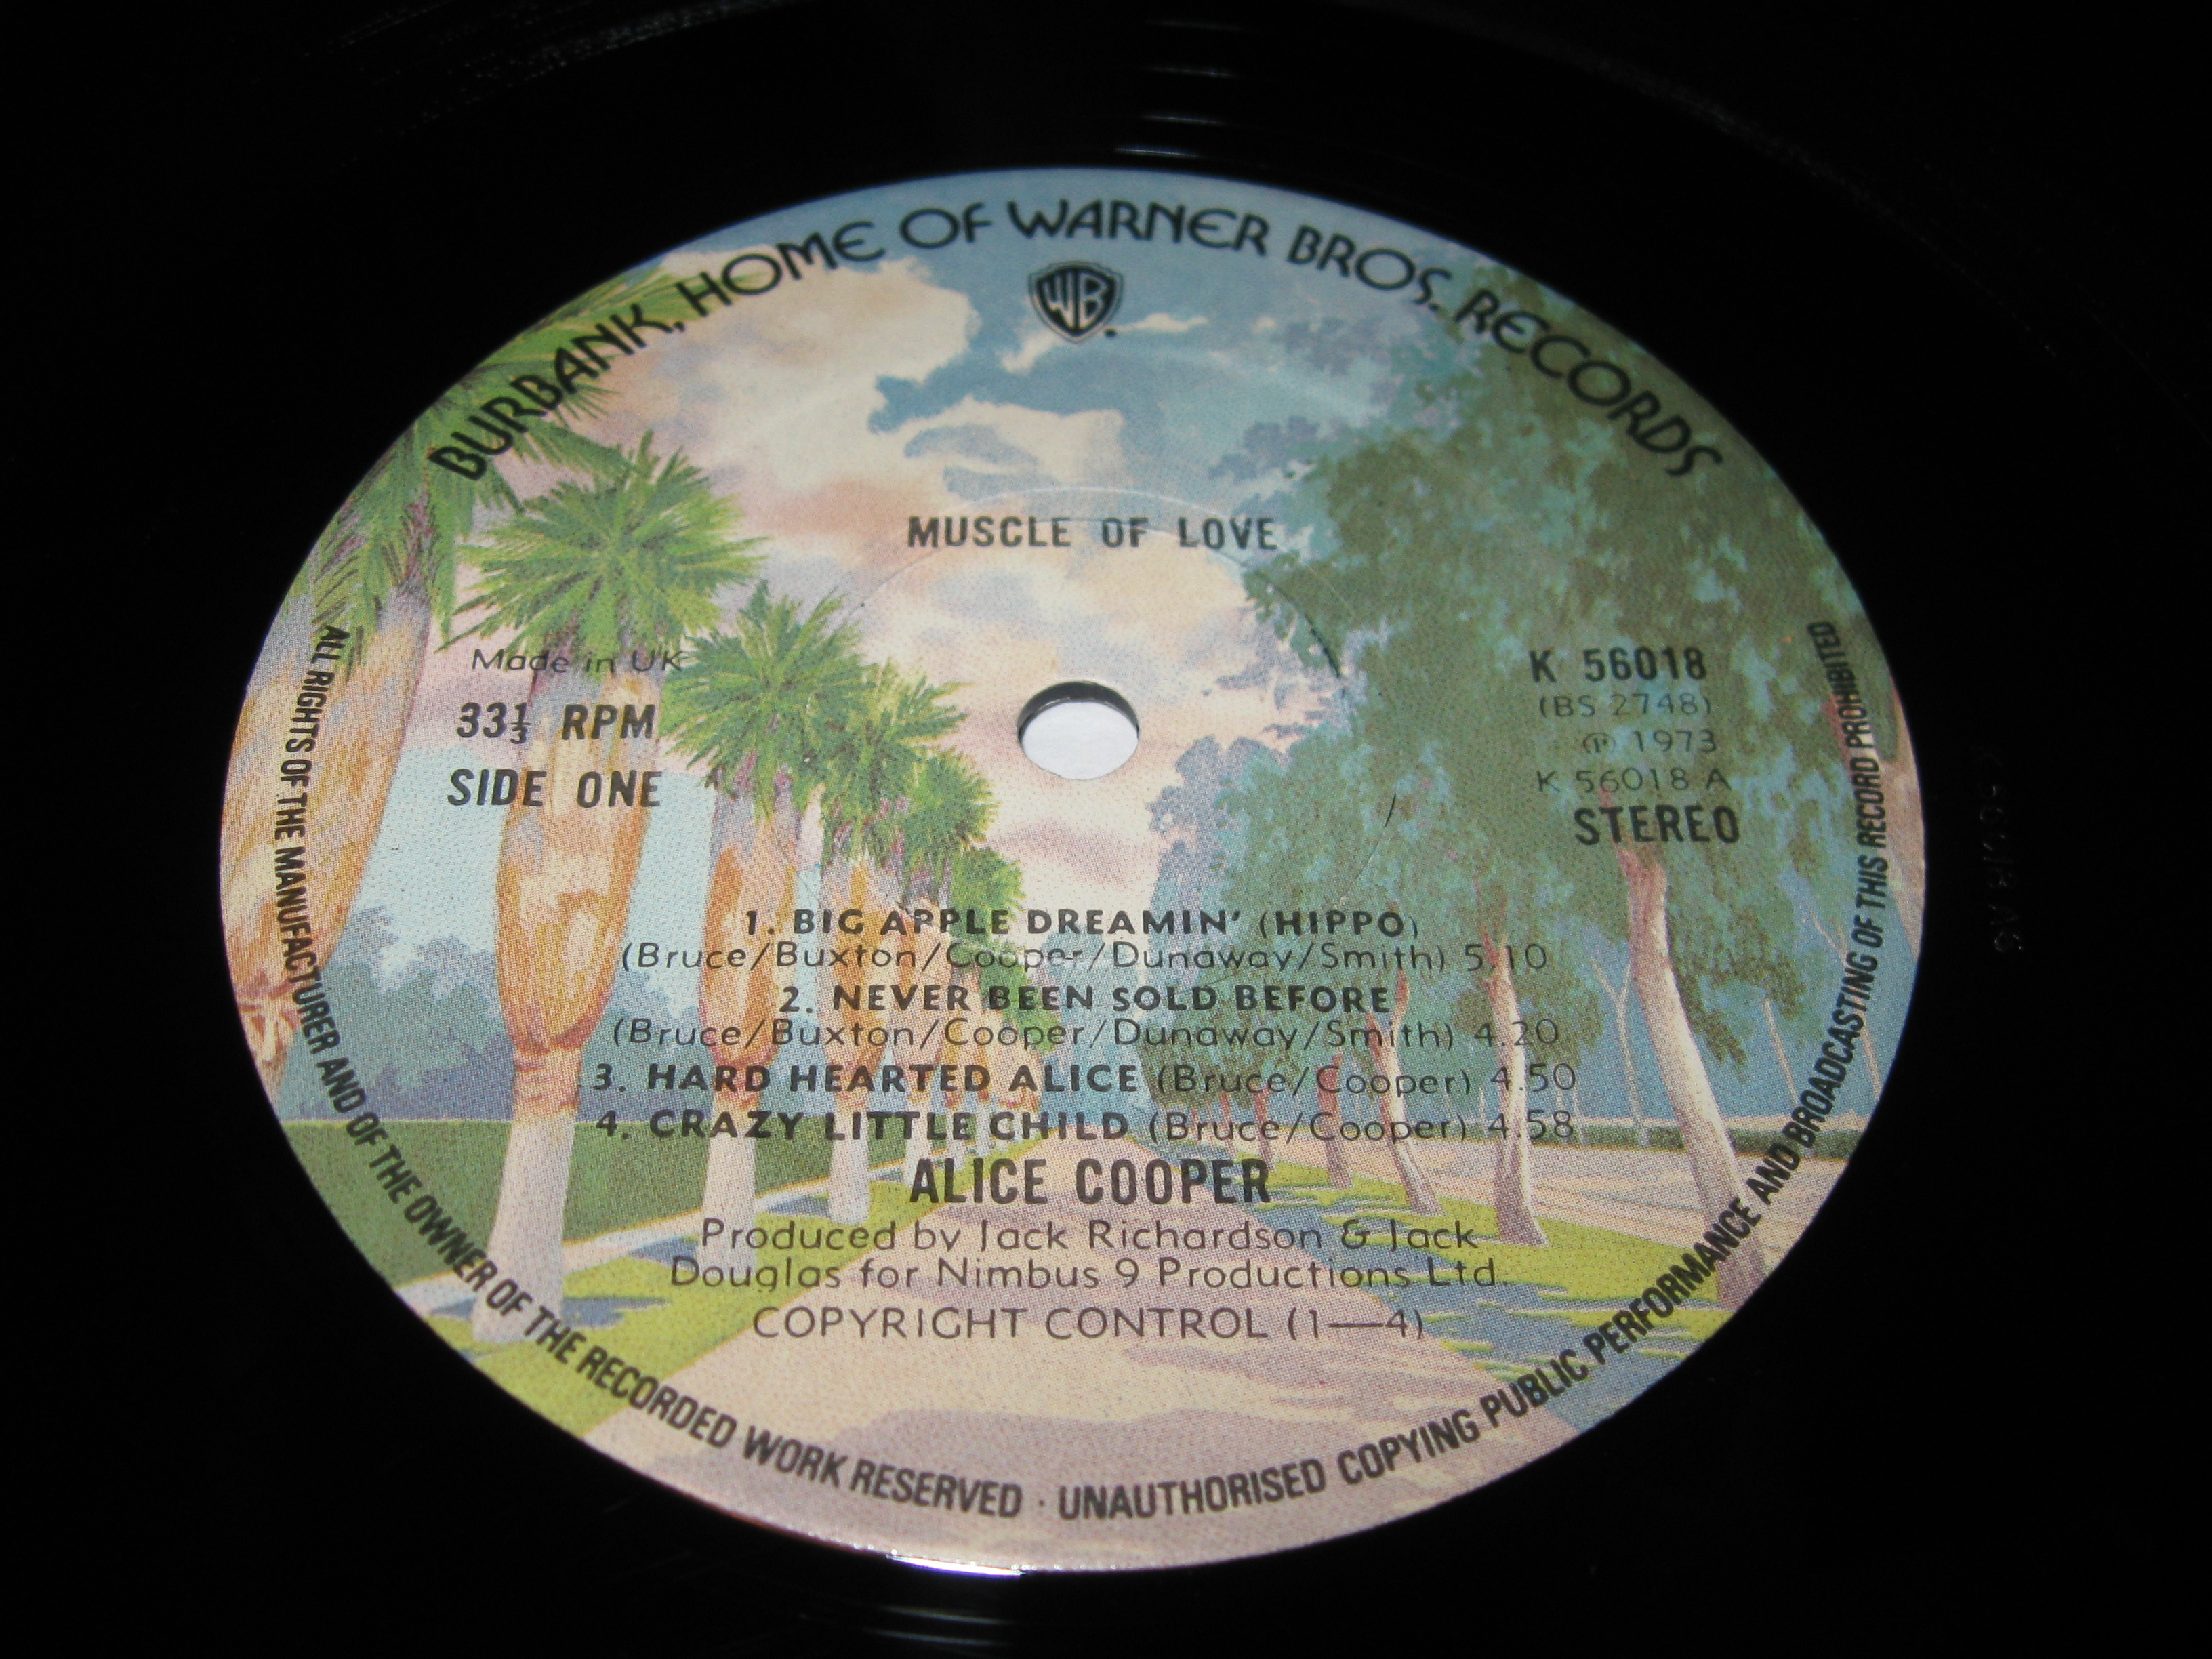 BURBANK, HOME OF WARNER BROS. RECORDS
WB
MUSCLE OF LOVE
Made in UK
33⅓ RPM
SIDE ONE
K 56018
(BS 2748)
℗ 1973
K 56018 A
STEREO
1. BIG APPLE DREAMIN' (HIPPO)
(Bruce/Buxton/Cooper/Dunaway/Smith) 5.10
2. NEVER BEEN SOLD BEFORE
(Bruce/Buxton/Cooper/Dunaway/Smith) 4.20
3. HARD HEARTED ALICE (Bruce/Cooper) 4.50
4. CRAZY LITTLE CHILD (Bruce/Cooper) 4.58
ALICE COOPER
Produced by Jack Richardson & Jack
Douglas for Nimbus 9 Productions Ltd.
COPYRIGHT CONTROL (1—4)
ALL RIGHTS OF THE MANUFACTURER AND OF THE OWNER OF THE RECORDED WORK RESERVED · UNAUTHORISED COPYING PUBLIC PERFORMANCE AND BROADCASTING OF THIS RECORD PROHIBITED